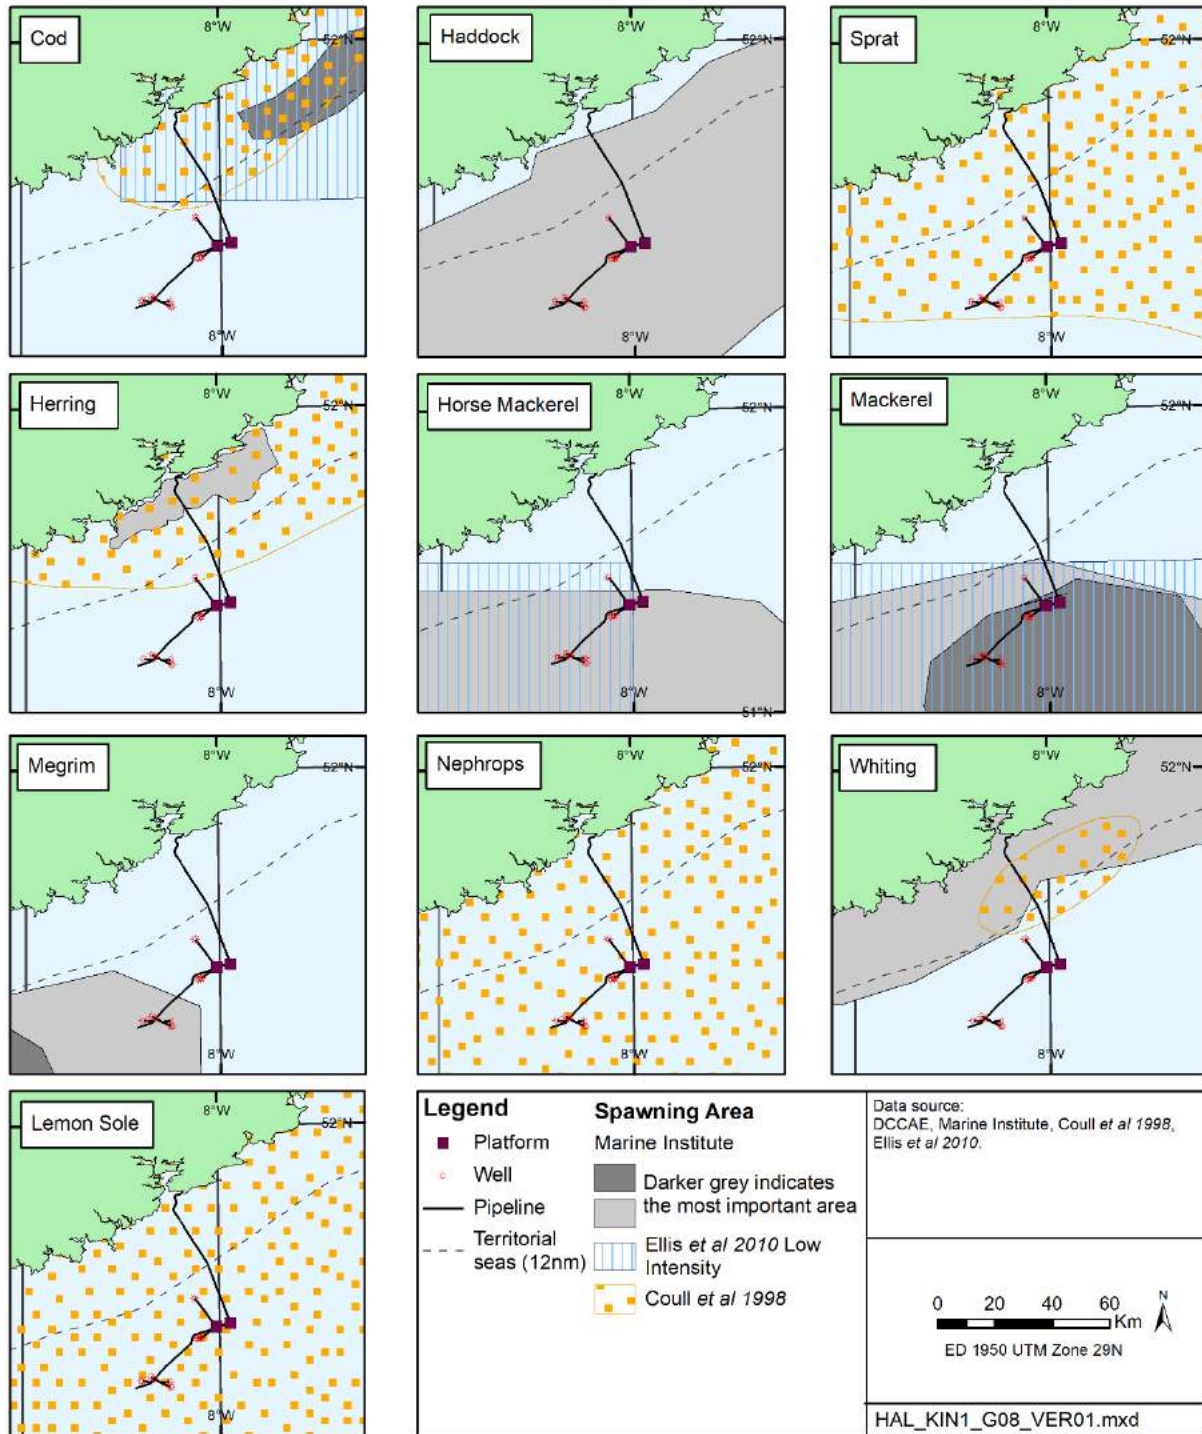 Cod
8°W
52°N
8°W
Haddock
8°W
52°N
8°W
Sprat
8°W
52°N
8°W
Herring
8°W
52°N
8°W
Horse Mackerel
8°W
52°N
8°W
51°N
Mackerel
8°W
52°N
8°W
Megrim
8°W
52°N
8°W
Nephrops
8°W
52°N
8°W
Whiting
8°W
52°N
8°W
Lemon Sole
8°W
52°N
8°W
Legend
Platform
Well
Pipeline
Territorial
seas (12nm)
Spawning Area
Marine Institute
Darker grey indicates
the most important area
Ellis et al 2010 Low
Intensity
Coull et al 1998
Data source:
DCCAE, Marine Institute, Coull et al 1998,
Ellis et al 2010.
0 20 40 60
Km
N
ED 1950 UTM Zone 29N
HAL_KIN1_G08_VER01.mxd